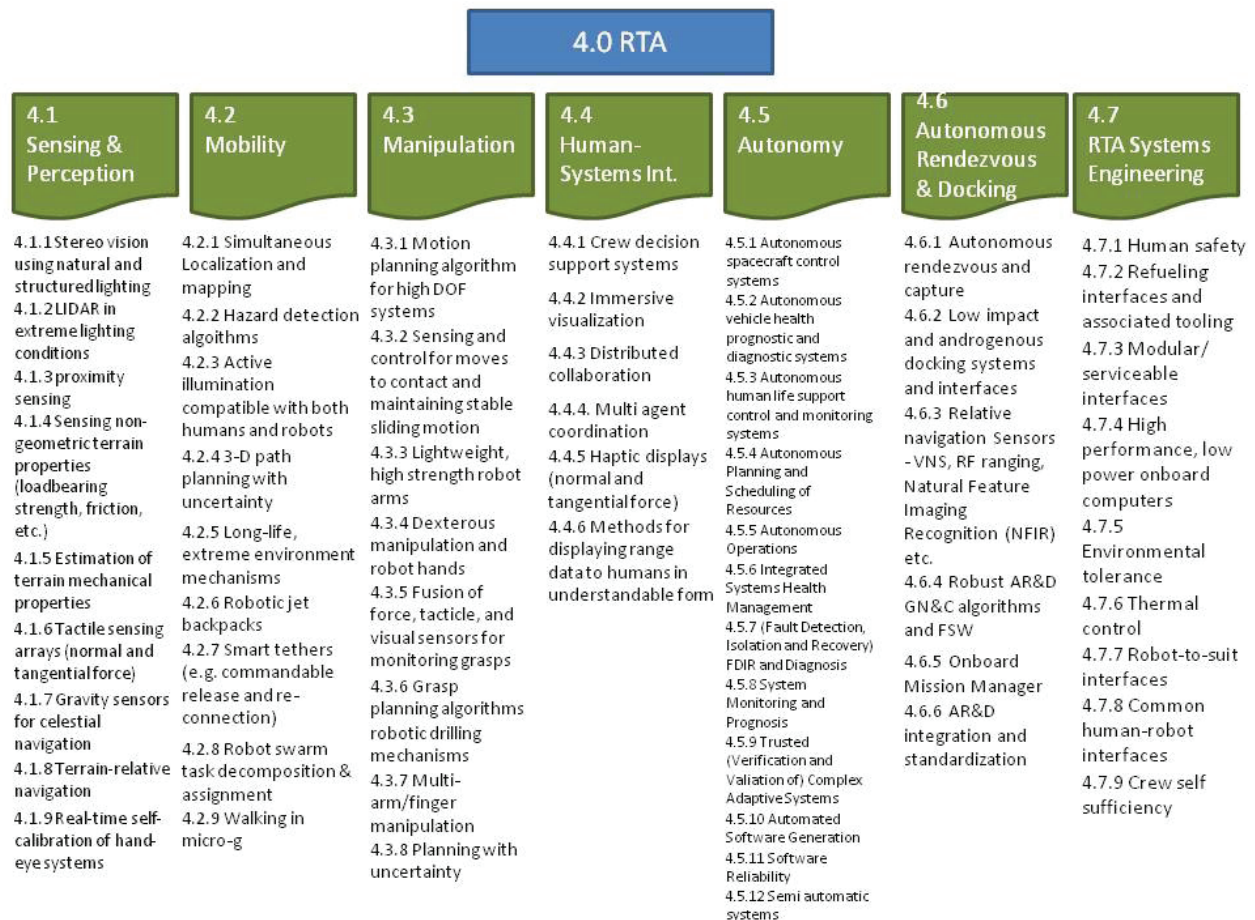 4.0 RTA
4.1
Sensing &
Perception
4.1.1 Stereo vision
using natural and
structured lighting
4.1.2 LIDAR in
extreme lighting
conditions
4.1.3 proximity
sensing
4.1.4 Sensing non-
geometric terrain
properties
(loadbearing
strength, friction,
etc.)
4.1.5 Estimation of
terrain mechanical
properties
4.1.6 Tactile sensing
arrays (normal and
tangential force)
4.1.7 Gravity sensors
for celestial
navigation
4.1.8 Terrain-relative
navigation
4.1.9 Real-time self-
calibration of hand-
eye systems
4.2
Mobility
4.2.1 Simultaneous
Localization and
mapping
4.2.2 Hazard detection
algoithms
4.2.3 Active
illumination
compatible with both
humans and robots
4.2.4 3-D path
planning with
uncertainty
4.2.5 Long-life,
extreme environment
mechanisms
4.2.6 Robotic jet
backpacks
4.2.7 Smart tethers
(e.g. commandable
release and re-
connection)
4.2.8 Robot swarm
task decomposition &
assignment
4.2.9 Walking in
micro-g
4.3
Manipulation
4.3.1 Motion
planning algorithm
for high DOF
systems
4.3.2 Sensing and
control for moves
to contact and
maintaining stable
sliding motion
4.3.3 Lightweight,
high strength robot
arms
4.3.4 Dexterous
manipulation and
robot hands
4.3.5 Fusion of
force, tacticle, and
visual sensors for
monitoring grasps
4.3.6 Grasp
planning algorithms
robotic drilling
mechanisms
4.3.7 Multi-
arm/finger
manipulation
4.3.8 Planning with
uncertainty
4.4
Human-
Systems Int.
4.4.1 Crew decision
support systems
4.4.2 Immersive
visualization
4.4.3 Distributed
collaboration
4.4.4. Multi agent
coordination
4.4.5 Haptic displays
(normal and
tangential force)
4.4.6 Methods for
displaying range
data to humans in
understandable form
4.5
Autonomy
4.5.1 Autonomous
spacecraft control
systems
4.5.2 Autonomous
vehicle health
prognostic and
diagnostic systems
4.5.3 Autonomous
human life support
control and monitoring
systems
4.5.4 Autonomous
Planning and
Scheduling of
Resources
4.5.5 Autonomous
Operations
4.5.6 Integrated
Systems Health
Management
4.5.7 (Fault Detection,
Isolation and Recovery)
FDIR and Diagnosis
4.5.8 System
Monitoring and
Prognosis
4.5.9 Trusted
(Verification and
Valiation of) Complex
Adaptive Systems
4.5.10 Automated
Software Generation
4.5.11 Software
Reliability
4.5.12 Semi automatic
systems
4.6
Autonomous
Rendezvous
& Docking
4.6.1 Autonomous
rendezvous and
capture
4.6.2 Low impact
and androgenous
docking systems
and interfaces
4.6.3 Relative
navigation Sensors
- VNS, RF ranging,
Natural Feature
Imaging
Recognition (NFIR)
etc.
4.6.4 Robust AR&D
GN&C algorithms
and FSW
4.6.5 Onboard
Mission Manager
4.6.6 AR&D
integration and
standardization
4.7
RTA Systems
Engineering
4.7.1 Human safety
4.7.2 Refueling
interfaces and
associated tooling
4.7.3 Modular/
serviceable
interfaces
4.7.4 High
performance, low
power onboard
computers
4.7.5
Environmental
tolerance
4.7.6 Thermal
control
4.7.7 Robot-to-suit
interfaces
4.7.8 Common
human-robot
interfaces
4.7.9 Crew self
sufficiency